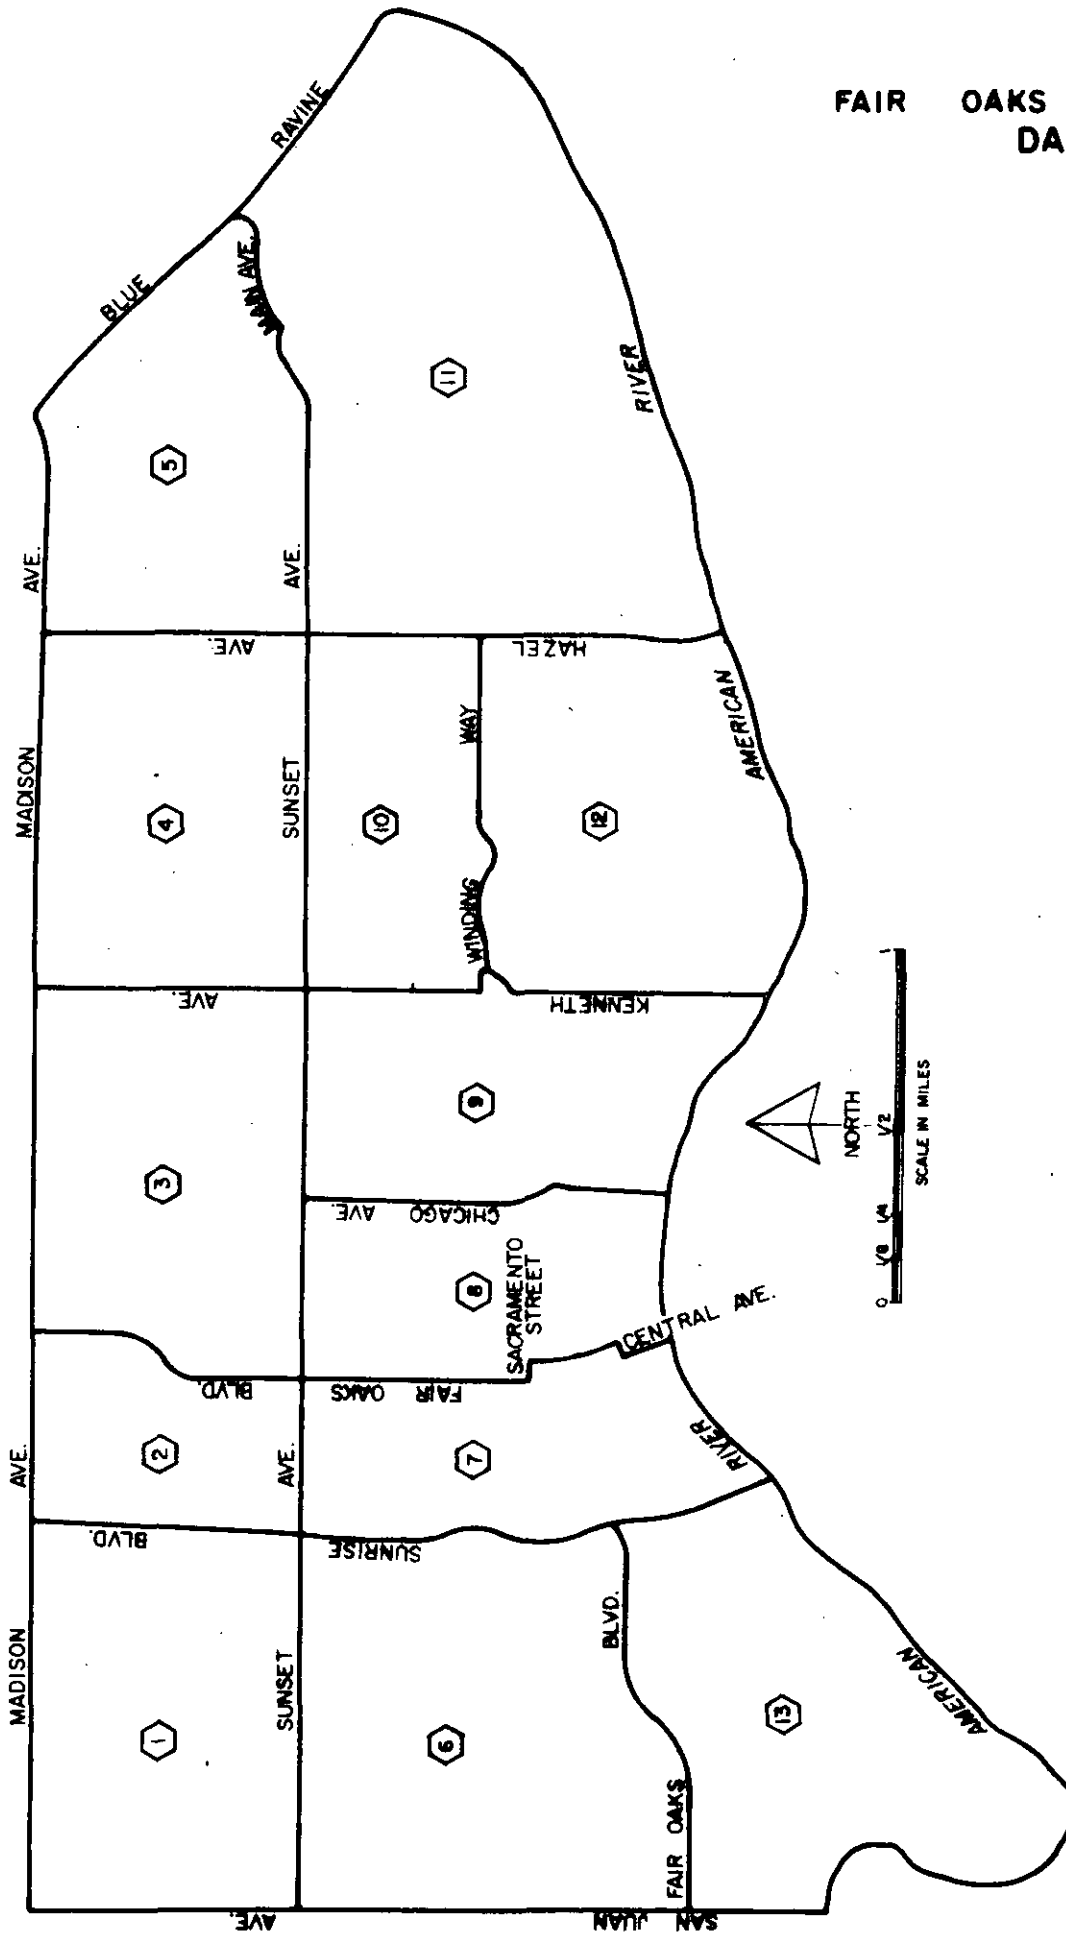 FAIR OAKS
DA
MADISON AVE.
MADISON AVE.
BLUE RAVINE
MAIN AVE.
SUNSET AVE.
SUNSET AVE.
SAN JUAN AVE.
SUNRISE BLVD.
FAIR OAKS BLVD.
FAIR OAKS BLVD.
SACRAMENTO
STREET
CENTRAL AVE.
CHICAGO AVE.
KENNETH AVE.
WINDING WAY
HAZEL AVE.
AMERICAN RIVER
AMERICAN RIVER
1
2
3
4
5
6
7
8
9
10
11
12
13
NORTH
0 1/8 1/4 1/2 1
SCALE IN MILES